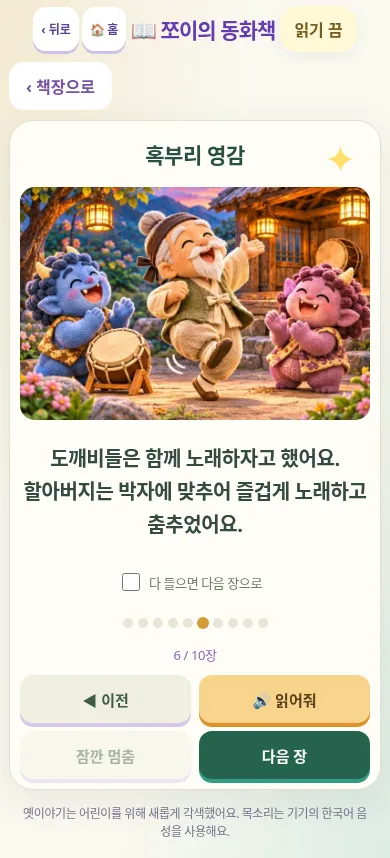 ‹ 뒤로
🏠 홈
📖 쪼이의 동화책
읽기 끔
‹ 책장으로
혹부리 영감
도깨비들은 함께 노래하자고 했어요.
할아버지는 박자에 맞추어 즐겁게 노래하고
춤추었어요.
다 들으면 다음 장으로
6 / 10장
◀ 이전
🔊 읽어줘
잠깐 멈춤
다음 장
옛이야기는 어린이를 위해 새롭게 각색했어요. 목소리는 기기의 한국어 음
성을 사용해요.